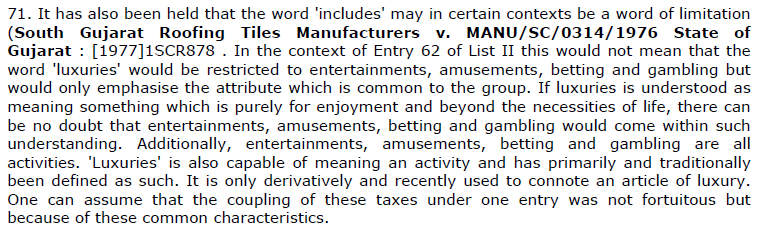 71. It has also been held that the word 'includes' may in certain contexts be a word of limitation
(South Gujarat Roofing Tiles Manufacturers v. MANU/SC/0314/1976 State of
Gujarat : [1977]1SCR878 . In the context of Entry 62 of List II this would not mean that the
word 'luxuries' would be restricted to entertainments, amusements, betting and gambling but
would only emphasise the attribute which is common to the group. If luxuries is understood as
meaning something which is purely for enjoyment and beyond the necessities of life, there can
be no doubt that entertainments, amusements, betting and gambling would come within such
understanding. Additionally, entertainments, amusements, betting and gambling are all
activities. 'Luxuries' is also capable of meaning an activity and has primarily and traditionally
been defined as such. It is only derivatively and recently used to connote an article of luxury.
One can assume that the coupling of these taxes under one entry was not fortuitous but
because of these common characteristics.